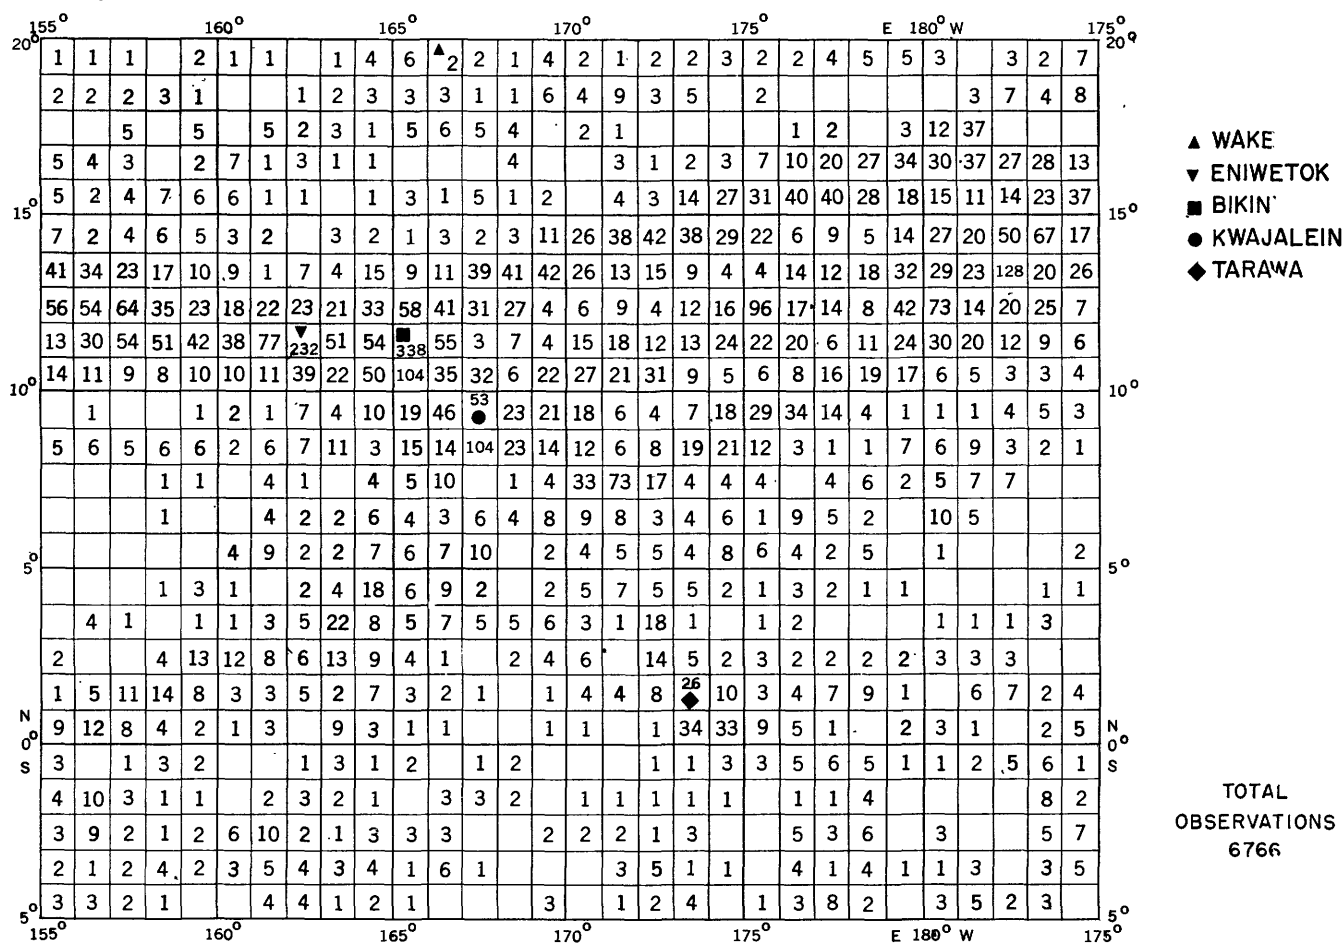 155° 160° 165° 170° 175° E 180° W 175°
20° 1 1 1 2 1 1 1 4 6 2 2 1 4 2 1 2 2 3 2 2 4 5 5 3 3 2 7 20°
2 2 2 3 1 1 2 3 3 3 1 1 6 4 9 3 5 2 3 7 4 8
5 5 5 2 3 1 5 6 5 4 2 1 1 2 3 12 37
5 4 3 2 7 1 3 1 1 4 3 1 2 3 7 10 20 27 34 30 37 27 28 13
5 2 4 7 6 6 1 1 1 3 1 5 1 2 4 3 14 27 31 40 40 28 18 15 11 14 23 37
15° 15°
7 2 4 6 5 3 2 3 2 1 3 2 3 11 26 38 42 38 29 22 6 9 5 14 27 20 50 67 17
41 34 23 17 10 9 1 7 4 15 9 11 39 41 42 26 13 15 9 4 4 14 12 18 32 29 23 128 20 26
56 54 64 35 23 18 22 23 21 33 58 41 31 27 4 6 9 4 12 16 96 17 14 8 42 73 14 20 25 7
13 30 54 51 42 38 77 232 51 54 338 55 3 7 4 15 18 12 13 24 22 20 6 11 24 30 20 12 9 6
14 11 9 8 10 10 11 39 22 50 104 35 32 6 22 27 21 31 9 5 6 8 16 19 17 6 5 3 3 4
10° 10°
1 1 2 1 7 4 10 19 46 53 23 21 18 6 4 7 18 29 34 14 4 1 1 1 4 5 3
5 6 5 6 6 2 6 7 11 3 15 14 104 23 14 12 6 8 19 21 12 3 1 1 7 6 9 3 2 1
1 1 4 1 4 5 10 1 4 33 73 17 4 4 4 4 6 2 5 7 7
1 4 2 2 6 4 3 6 4 8 9 8 3 4 6 1 9 5 2 10 5
4 9 2 2 7 6 7 10 2 4 5 5 4 8 6 4 2 5 1 2
5° 5°
1 3 1 2 4 18 6 9 2 2 5 7 5 5 2 1 3 2 1 1 1 1
4 1 1 1 3 5 22 8 5 7 5 5 6 3 1 18 1 1 2 1 1 1 3
2 4 13 12 8 6 13 9 4 1 2 4 6 14 5 2 3 2 2 2 2 3 3 3
1 5 11 14 8 3 3 5 2 7 3 2 1 1 4 4 8 26 10 3 4 7 9 1 6 7 2 4
9 12 8 4 2 1 3 9 3 1 1 1 1 1 34 33 9 5 1 2 3 1 2 5
N 0° S N 0° S
3 1 3 2 1 3 1 2 1 2 1 1 3 3 5 6 5 1 1 2 5 6 1
4 10 3 1 1 2 3 2 1 3 3 2 1 1 1 1 1 1 1 4 8 2
3 9 2 1 2 6 10 2 1 3 3 3 2 2 2 1 3 5 3 6 3 5 7
2 1 2 4 2 3 5 4 3 4 1 6 1 3 5 1 1 4 1 4 1 1 3 3 5
3 3 2 1 4 4 1 2 1 3 1 2 4 1 3 8 2 3 5 2 3
5° 5°
155° 160° 165° 170° 175° E 180° W 175°
WAKE
ENIWETOK
BIKIN
KWAJALEIN
TARAWA
TOTAL
OBSERVATIONS
6766